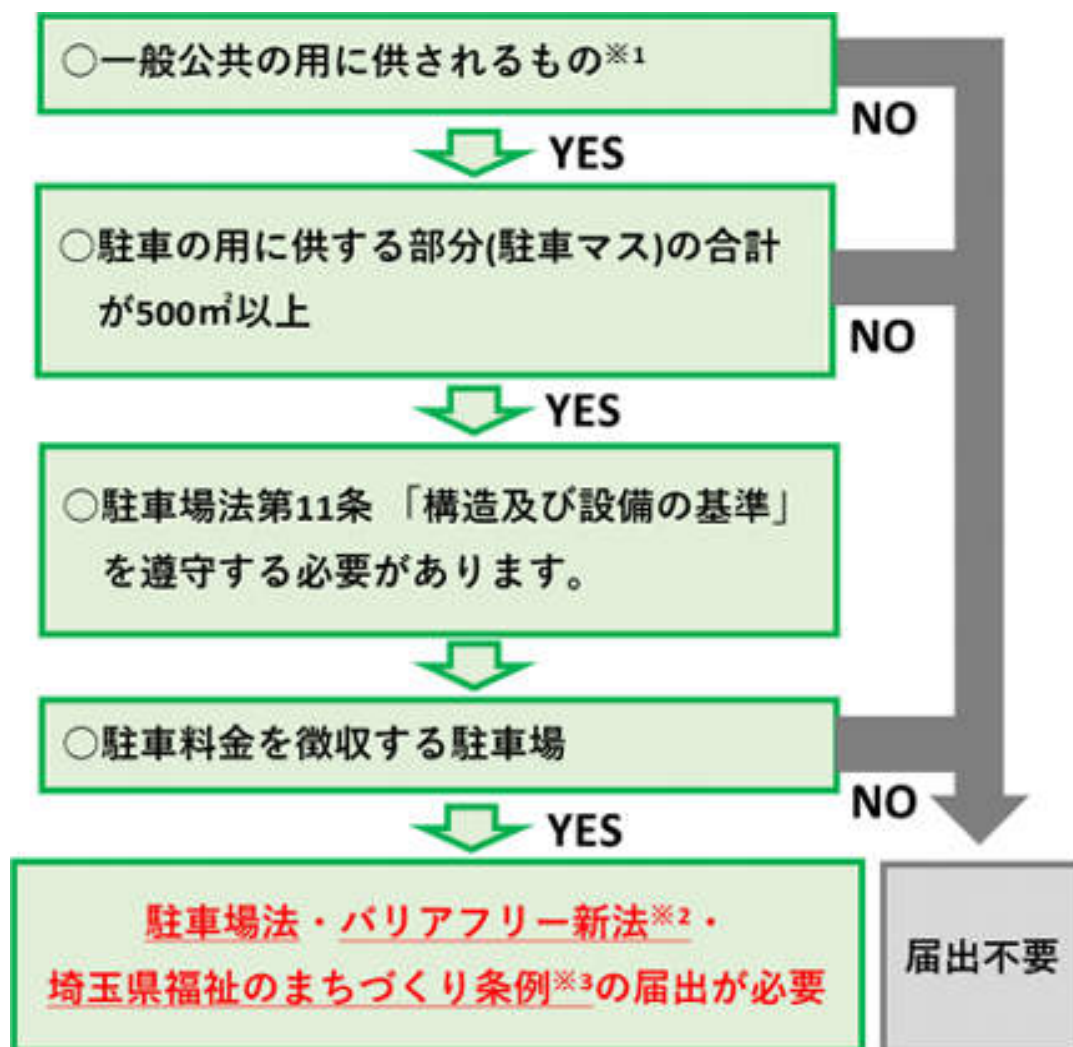 ○一般公共の用に供されるもの※1
NO
YES
○駐車の用に供する部分(駐車マス)の合計
が500㎡以上
NO
YES
○駐車場法第11条 「構造及び設備の基準」
を遵守する必要があります。
○駐車料金を徴収する駐車場
NO
YES
駐車場法・バリアフリー新法※2・
埼玉県福祉のまちづくり条例※3の届出が必要
届出不要